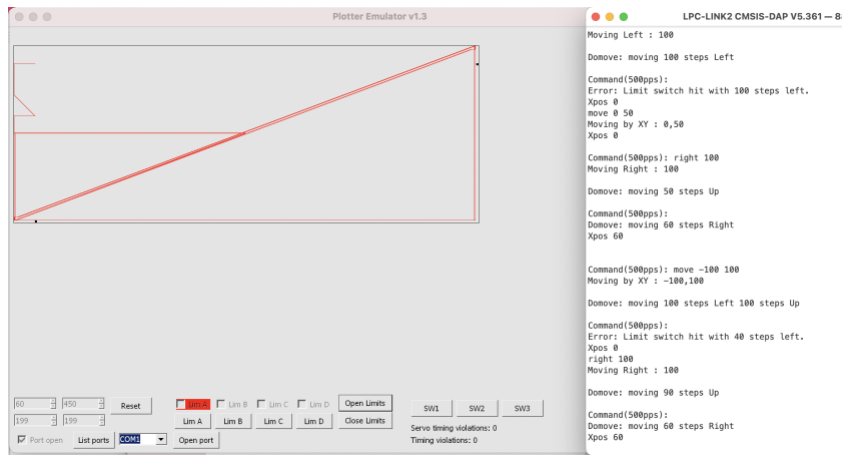 Plotter Emulator v1.3
60
450
Reset
199
199
Port open
List ports
COM1
Open port
Lim A
Lim B
Lim C
Lim D
Open Limits
Lim A
Lim B
Lim C
Lim D
Close Limits
SW1
SW2
SW3
Servo timing violations: 0
Timing violations: 0
LPC-LINK2 CMSIS-DAP V5.361 — 8
Moving Left : 100
Domove: moving 100 steps Left
Command(500pps):
Error: Limit switch hit with 100 steps left.
Xpos 0
move 0 50
Moving by XY : 0,50
Xpos 0
Command(500pps): right 100
Moving Right : 100
Domove: moving 50 steps Up
Command(500pps):
Domove: moving 60 steps Right
Xpos 60
Command(500pps): move -100 100
Moving by XY : -100,100
Domove: moving 100 steps Left 100 steps Up
Command(500pps):
Error: Limit switch hit with 40 steps left.
Xpos 0
right 100
Moving Right : 100
Domove: moving 90 steps Up
Command(500pps):
Domove: moving 60 steps Right
Xpos 60